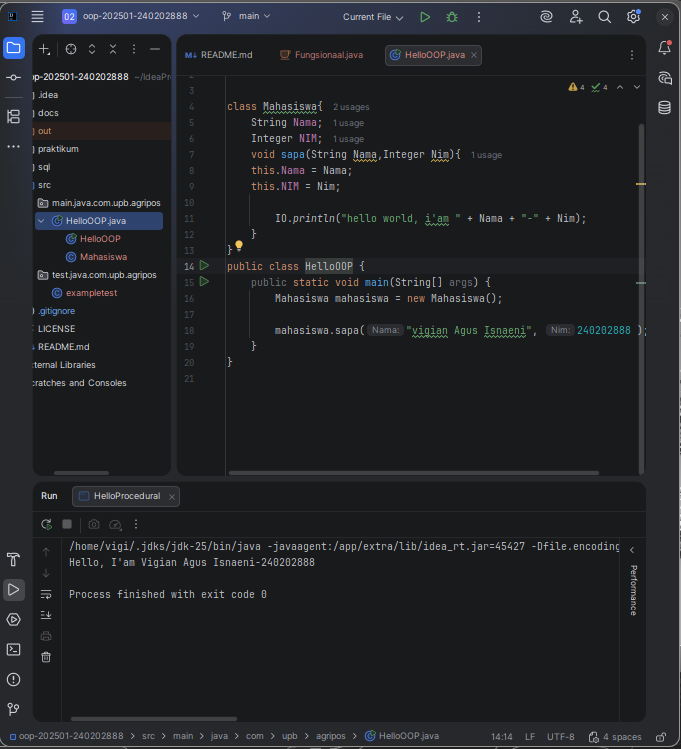 02 oop-202501-240202888 main Current File
README.md Fungsionaal.java HelloOOP.java
oop-202501-240202888 ~/IdeaPr
.idea
docs
out
praktikum
sql
src
main.java.com.upb.agripos
HelloOOP.java
HelloOOP
Mahasiswa
test.java.com.upb.agripos
exampletest
.gitignore
LICENSE
README.md
ternal Libraries
cratches and Consoles
4 4
3
4 class Mahasiswa{ 2 usages
5 String Nama; 1 usage
6 Integer NIM; 1 usage
7 void sapa(String Nama,Integer Nim){ 1 usage
8 this.Nama = Nama;
9 this.NIM = Nim;
10
11 IO.println("hello world, i'am " + Nama + "-" + Nim);
12 }
13 }
14 public class HelloOOP {
15 public static void main(String[] args) {
16 Mahasiswa mahasiswa = new Mahasiswa();
17
18 mahasiswa.sapa( Nama: "vigian Agus Isnaeni", Nim: 240202888 );
19 }
20 }
21
Run HelloProcedural
/home/vigi/.jdks/jdk-25/bin/java -javaagent:/app/extra/lib/idea_rt.jar=45427 -Dfile.encoding
Hello, I'am Vigian Agus Isnaeni-240202888
Process finished with exit code 0
Performance
oop-202501-240202888 > src > main > java > com > upb > agripos > HelloOOP.java 14:14 LF UTF-8 4 spaces